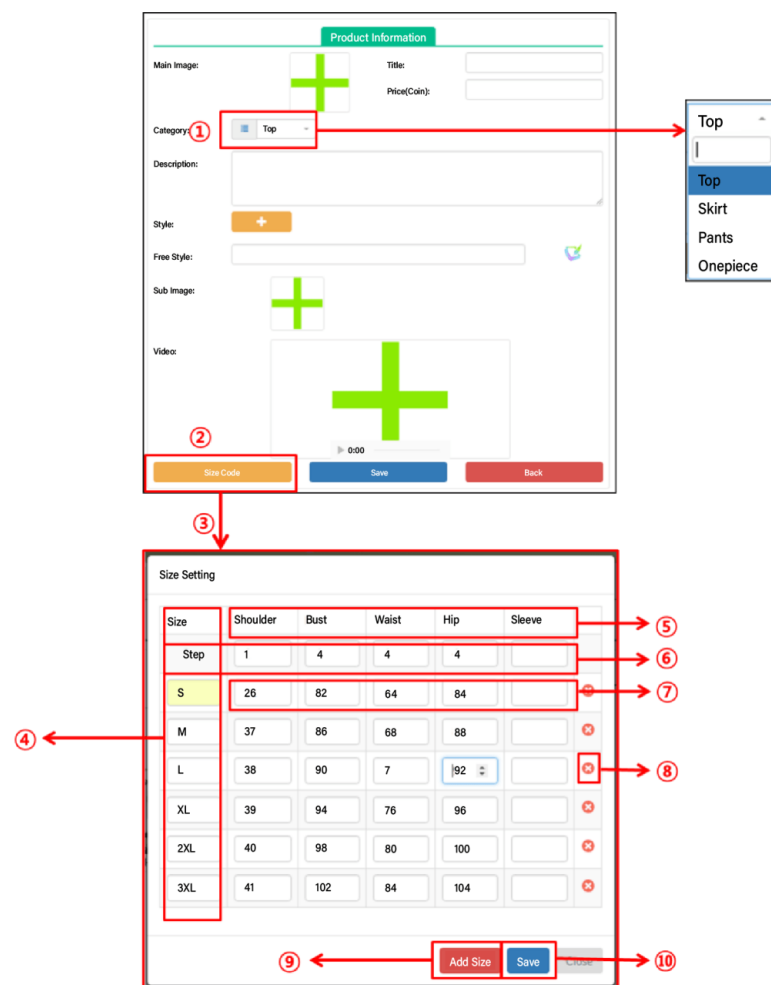 Product Information
Main Image:
Title:
Price(Coin):
Category:
① Top
Top
Top
Skirt
Pants
Onepiece
Description:
Style:
Free Style:
Sub Image:
Video:
0:00
②
Size Code Save Back
③
Size Setting
Size Shoulder Bust Waist Hip Sleeve ⑤
Step 1 4 4 4 ⑥
S 26 82 64 84 ⑦
M 37 86 68 88
④
L 38 90 7 92 ⑧
XL 39 94 76 96
2XL 40 98 80 100
3XL 41 102 84 104
⑨ Add Size Save Close ⑩